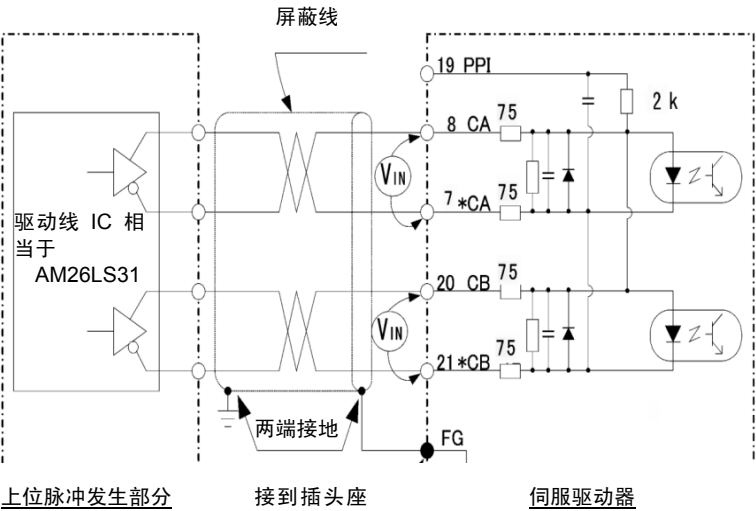 屏蔽线
19 PPI
2 k
8 CA 75
VIN
7 *CA 75
驱动线 IC 相
当于
AM26LS31
20 CB 75
VIN
21 *CB 75
两端接地
FG
上位脉冲发生部分
接到插头座
伺服驱动器